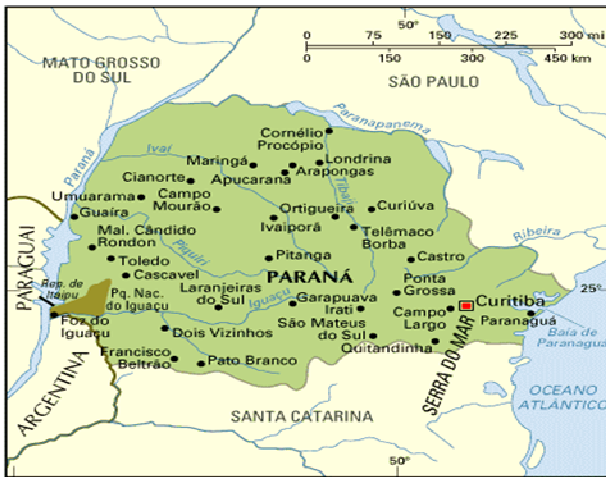 50°
0 75 150 225 300 mi
0 150 300 450 km
MATO GROSSO
DO SUL
SÃO PAULO
Paranapanema
Paraná
Cornélio
Procópio
Ivaí
Maringá
Londrina
Apucarana
Arapongas
Cianorte
Tibaji
Umuarama
Campo
Mourão
Guaíra
Ortigueira
Curiúva
Ivaiporã
Telêmaco
Borba
Ribeira
Mal. Cândido
Rondon
Piquiri
Toledo
Pitanga
Castro
Cascavel
PARANÁ
PARAGUAI
Rep. de
Itaipu
Pq. Nac.
do Iguaçu
Laranjeiras
do Sul
Iguaçu
Garapuava
Irati
Ponta
Grossa
Curitiba
25°
Foz do
Iguaçu
Campo
Largo
Paranaguá
Dois Vizinhos
São Mateus
do Sul
Quitandinha
Baía de
Paranaguá
Francisco
Beltrão
Pato Branco
SERRA DO MAR
ARGENTINA
OCEANO
ATLÂNTICO
SANTA CATARINA
50°